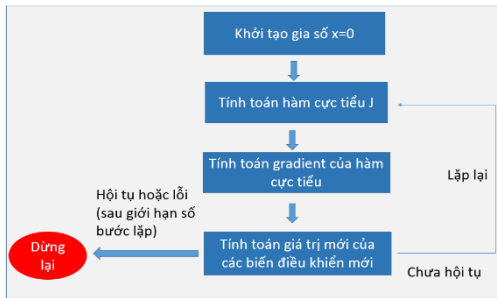 Khởi tạo gia số x=0
Tính toán hàm cực tiểu J
Tính toán gradient của hàm
cực tiểu
Lặp lại
Hội tụ hoặc lỗi
(sau giới hạn số
bước lặp)
Dừng
lại
Tính toán giá trị mới của
các biến điều khiển mới
Chưa hội tụ